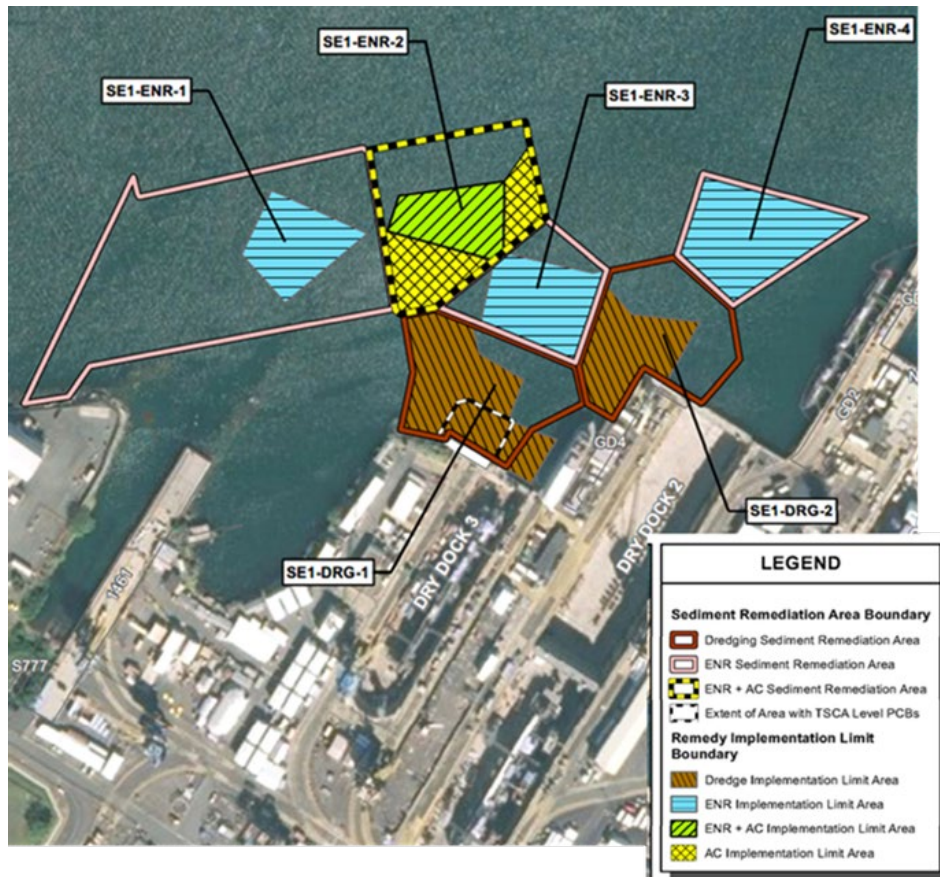 SE1-ENR-4
SE1-ENR-2
SE1-ENR-1
SE1-ENR-3
GD2
GD4
SE1-DRG-2
DRY DOCK 2
DRY DOCK 3
SE1-DRG-1
1461
S777
LEGEND
Sediment Remediation Area Boundary
Dredging Sediment Remediation Area
ENR Sediment Remediation Area
ENR + AC Sediment Remediation Area
Extent of Area with TSCA Level PCBs
Remedy Implementation Limit
Boundary
Dredge Implementation Limit Area
ENR Implementation Limit Area
ENR + AC Implementation Limit Area
AC Implementation Limit Area